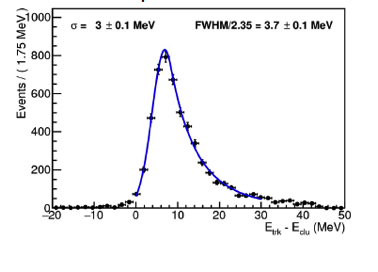 σ = 3 ± 0.1 MeV FWHM/2.35 = 3.7 ± 0.1 MeV
Events / ( 1.75 MeV )
1000
800
600
400
200
0
−20 −10 0 10 20 30 40 50
E_trk - E_clu (MeV)